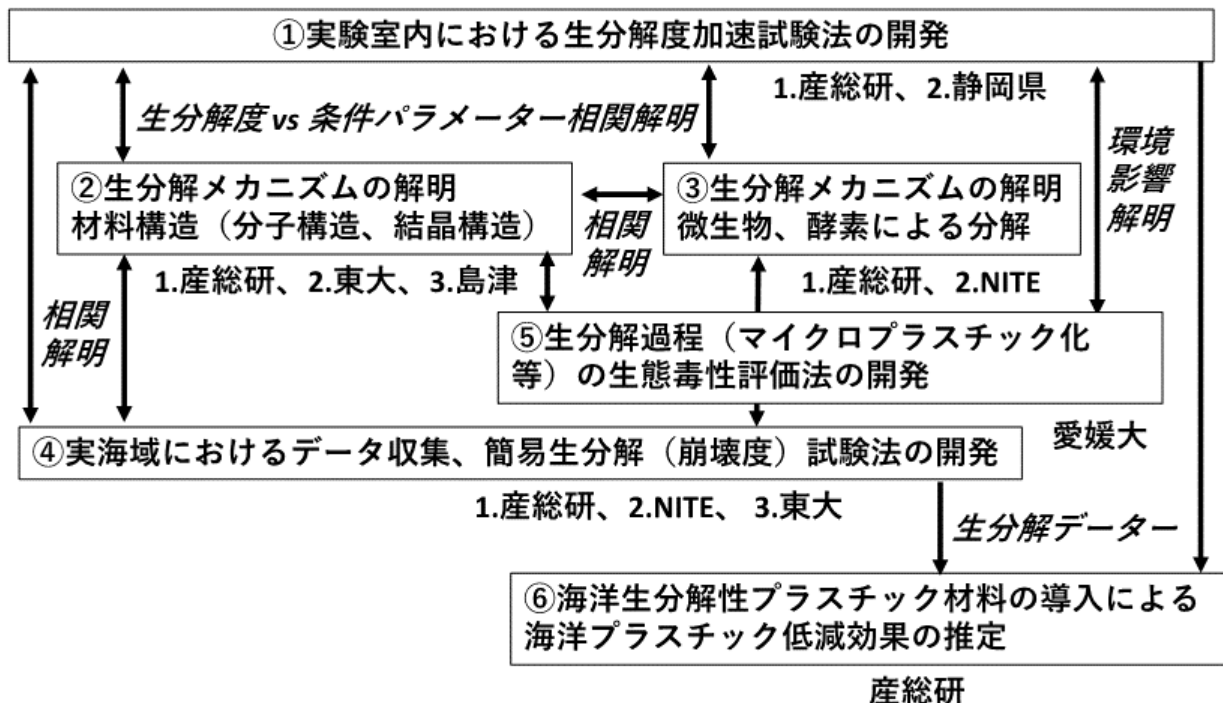 ①実験室内における生分解度加速試験法の開発
1.産総研、2.静岡県
生分解度 vs 条件パラメーター相関解明
環境
影響
解明
②生分解メカニズムの解明
材料構造（分子構造、結晶構造）
相関
解明
③生分解メカニズムの解明
微生物、酵素による分解
1.産総研、2.東大、3.島津
1.産総研、2.NITE
相関
解明
⑤生分解過程（マイクロプラスチック化
等）の生態毒性評価法の開発
愛媛大
④実海域におけるデータ収集、簡易生分解（崩壊度）試験法の開発
1.産総研、2.NITE、 3.東大
生分解データー
⑥海洋生分解性プラスチック材料の導入による
海洋プラスチック低減効果の推定
産総研